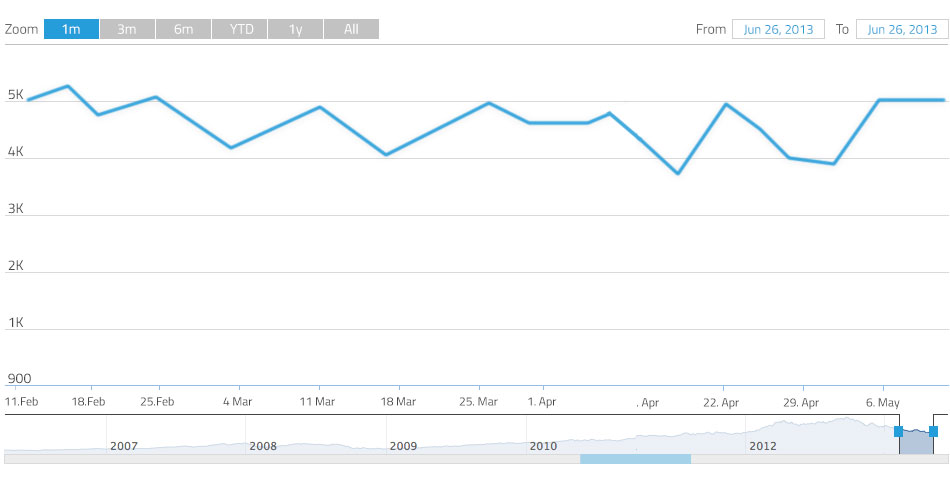 Zoom 1m 3m 6m YTD 1y All From Jun 26, 2013 To Jun 26, 2013
5K
4K
3K
2K
1K
900
11.Feb 18.Feb 25.Feb 4 Mar 11 Mar 18 Mar 25. Mar 1. Apr . Apr 22. Apr 29. Apr 6. May
2007 2008 2009 2010 2012